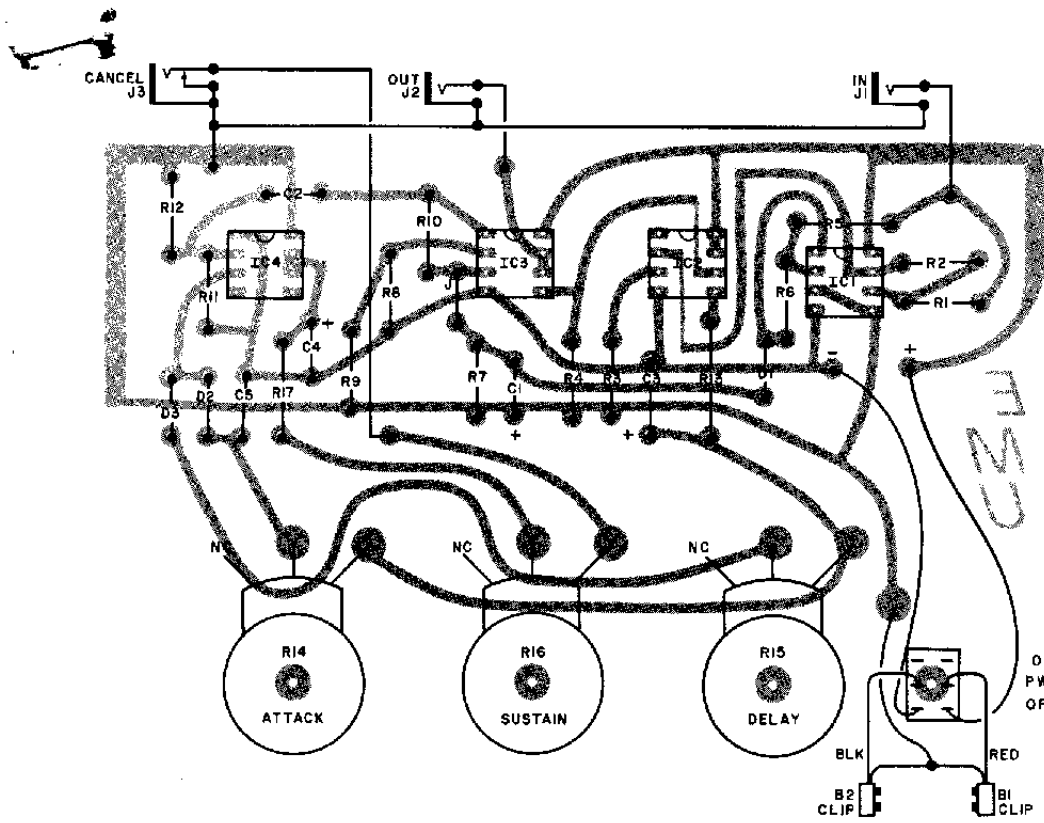 CANCEL
J3
V
OUT
J2
V
IN
J1
V
R12
C2
R10
R5
IC4
IC3
IC2
IC1
R2
R11
R8
J
R6
R1
+
C4
-
+
R9
R7
C1
R4
R3
C3
R13
D1
D3
D2
C5
R17
+
+
E
M
U
NC
NC
NC
R14
ATTACK
R16
SUSTAIN
R15
DELAY
O
PW
OF
BLK
RED
B2
CLIP
B1
CLIP